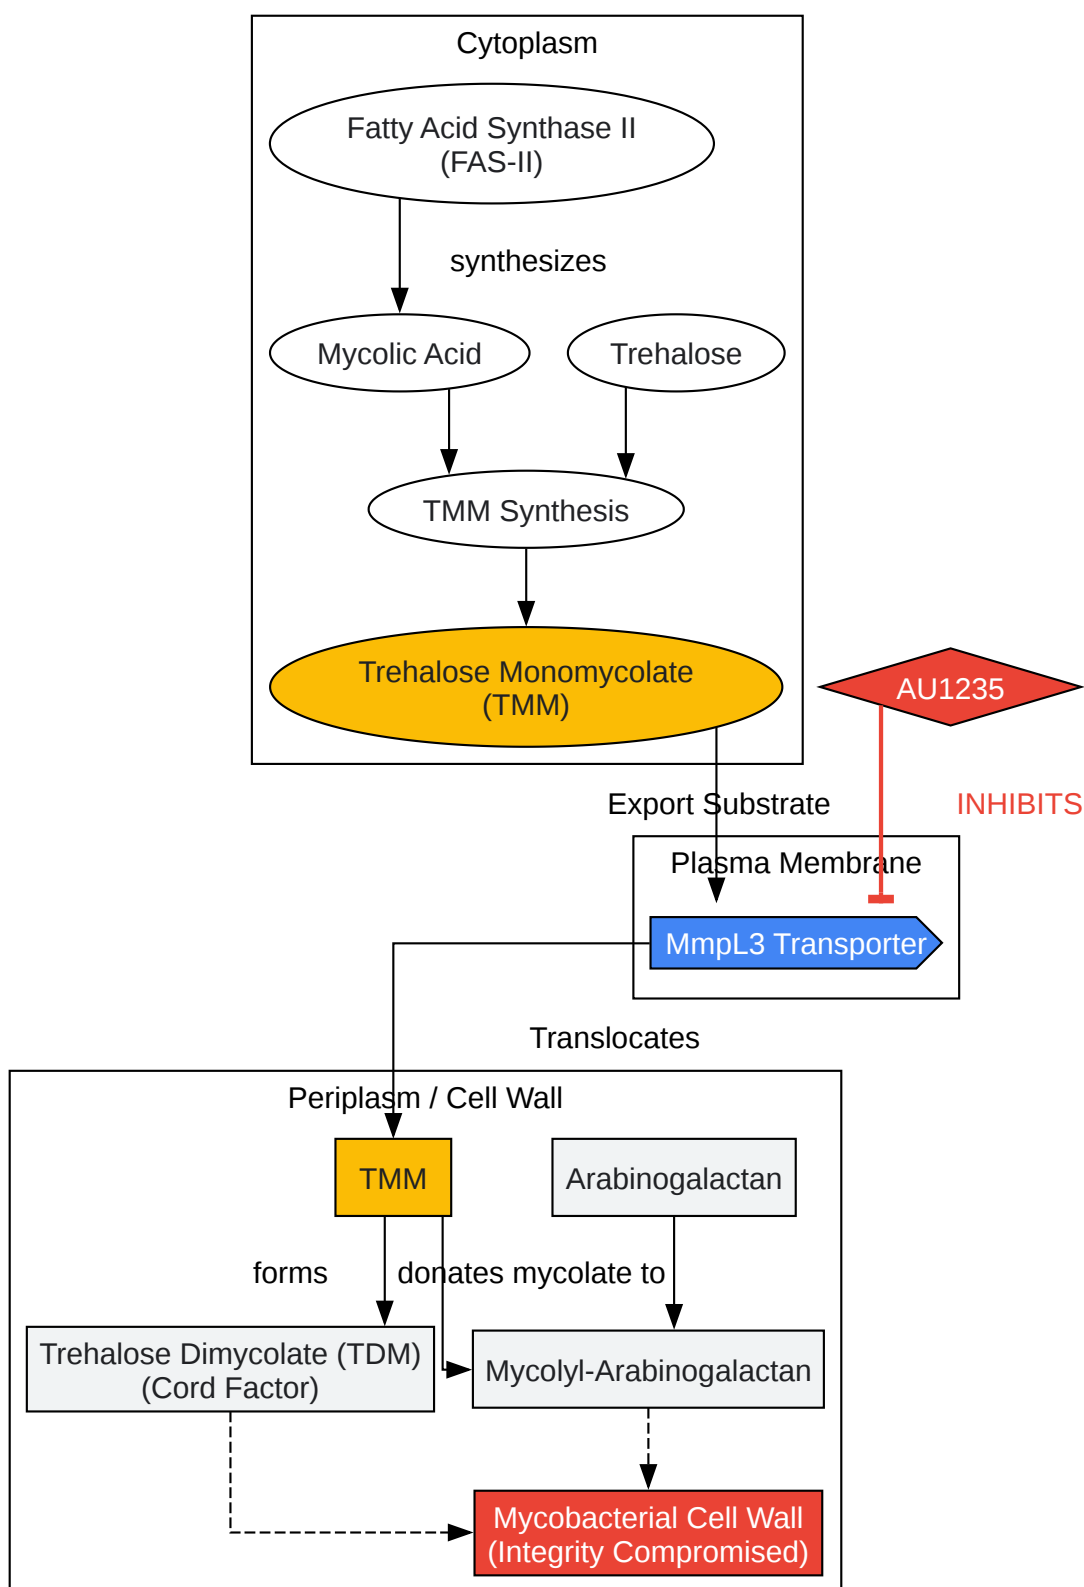 Cytoplasm
Fatty Acid Synthase II
(FAS-II)
synthesizes
Mycolic Acid
Trehalose
TMM Synthesis
Trehalose Monomycolate
(TMM)
AU1235
Export Substrate
INHIBITS
Plasma Membrane
MmpL3 Transporter
Translocates
Periplasm / Cell Wall
TMM
Arabinogalactan
forms
donates mycolate to
Trehalose Dimycolate (TDM)
(Cord Factor)
Mycolyl-Arabinogalactan
Mycobacterial Cell Wall
(Integrity Compromised)